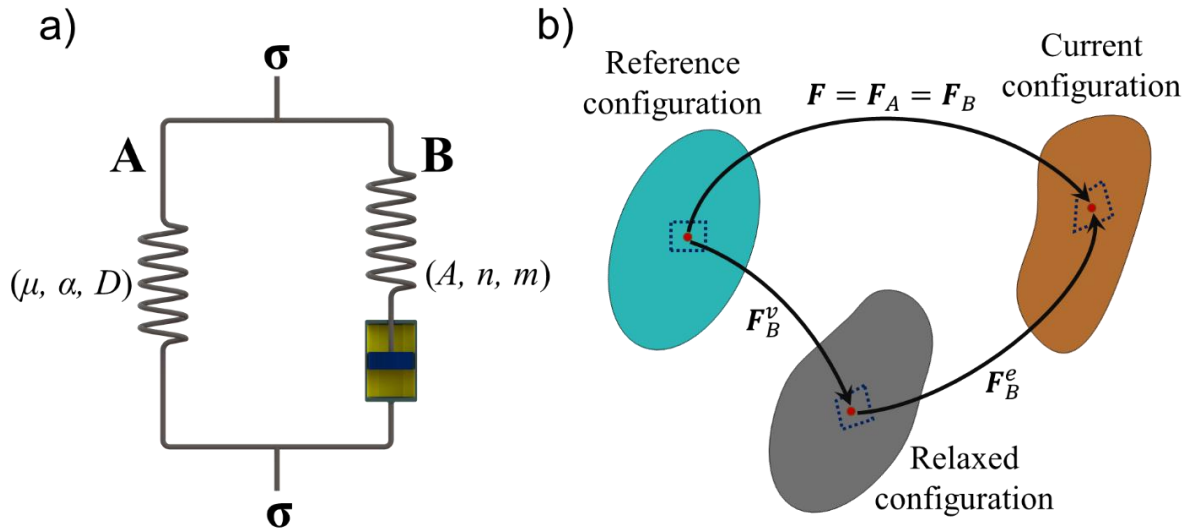 a)
σ
A
B
(μ, α, D)
(A, n, m)
σ
b)
Reference
configuration
Current
configuration
F = F_A = F_B
F_B^v
F_B^e
Relaxed
configuration